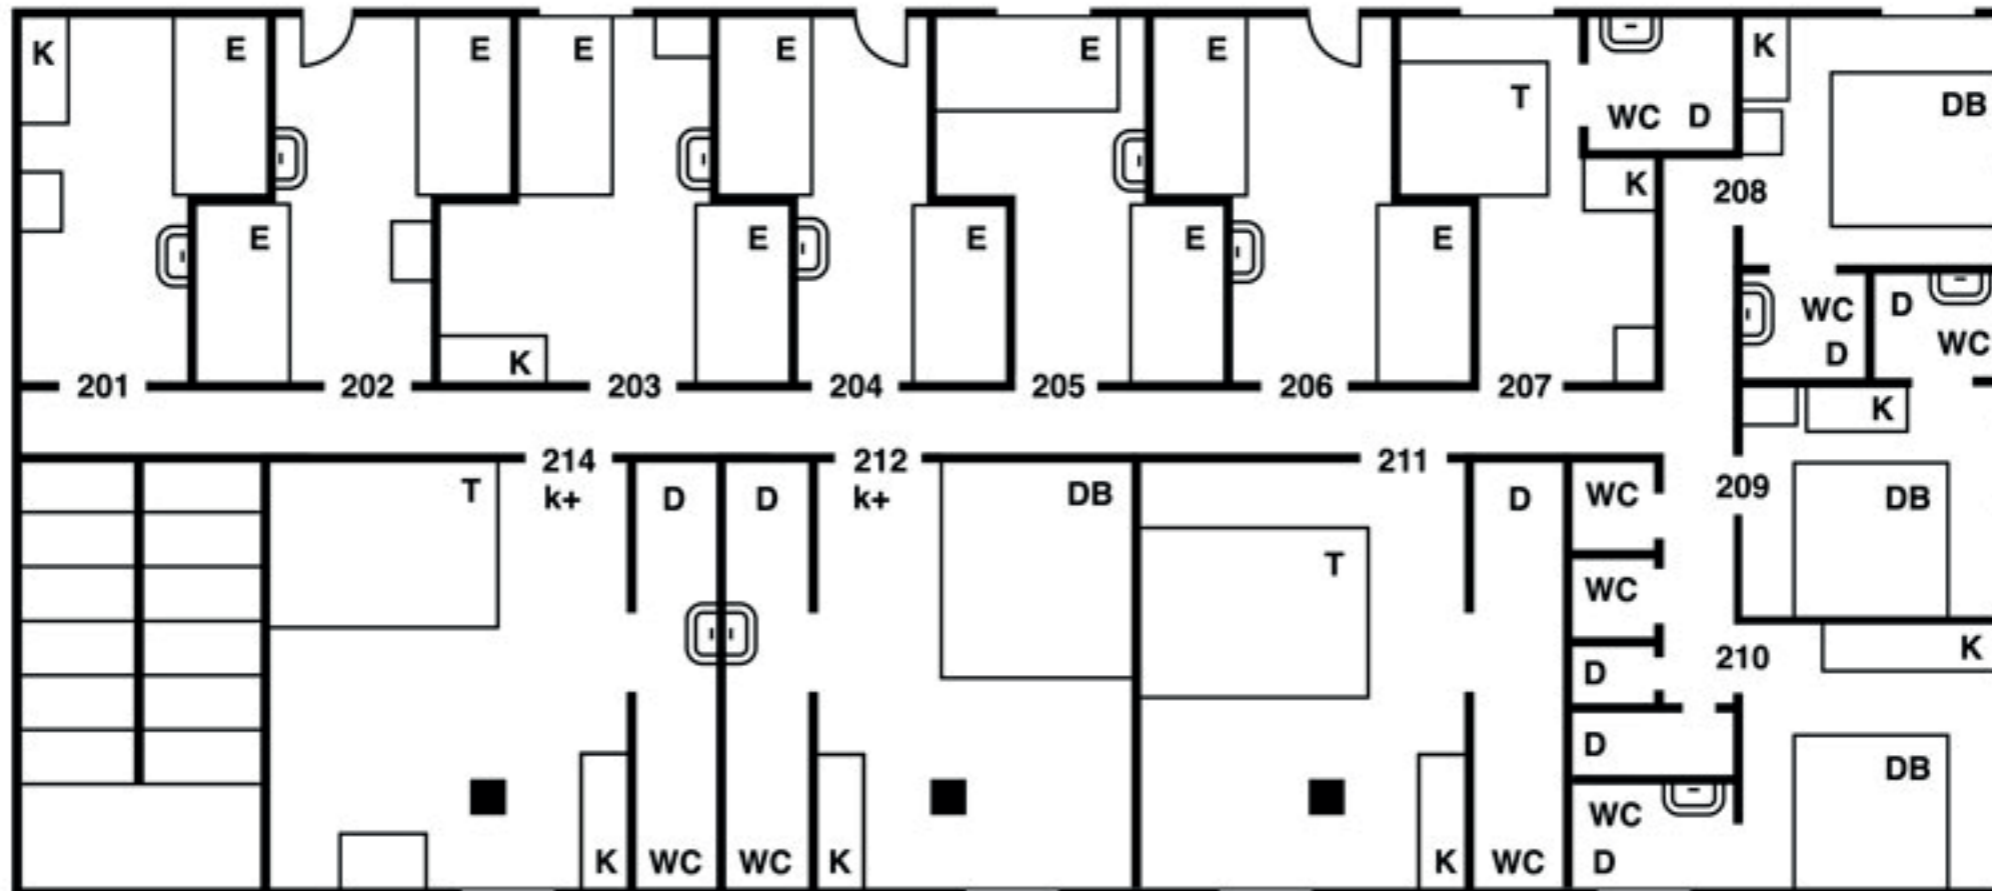 K E E E E E E T WC D K DB
K 208
E E E E E
WC D WC
K D
201 202 203 204 205 206 207
K
214 212 211
T k+ D D k+ DB D WC 209 DB
T
WC
D 210 K
D
DB
WC
K WC WC K K WC D